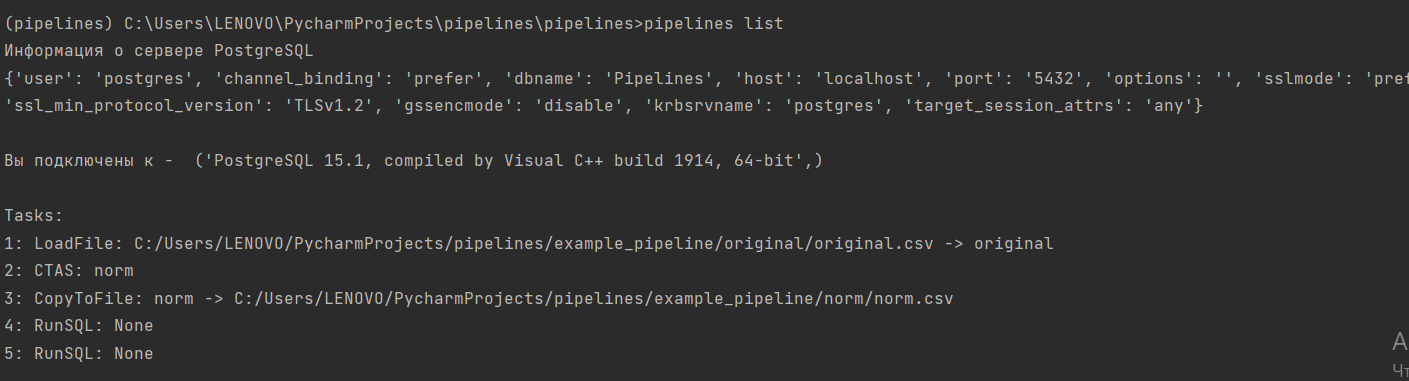 (pipelines) C:\Users\LENOVO\PycharmProjects\pipelines\pipelines>pipelines list
Информация о сервере PostgreSQL
{'user': 'postgres', 'channel_binding': 'prefer', 'dbname': 'Pipelines', 'host': 'localhost', 'port': '5432', 'options': '', 'sslmode': 'pref
'ssl_min_protocol_version': 'TLSv1.2', 'gssencmode': 'disable', 'krbsrvname': 'postgres', 'target_session_attrs': 'any'}
Вы подключены к -  ('PostgreSQL 15.1, compiled by Visual C++ build 1914, 64-bit',)
Tasks:
1: LoadFile: C:/Users/LENOVO/PycharmProjects/pipelines/example_pipeline/original/original.csv -> original
2: CTAS: norm
3: CopyToFile: norm -> C:/Users/LENOVO/PycharmProjects/pipelines/example_pipeline/norm/norm.csv
4: RunSQL: None
5: RunSQL: None